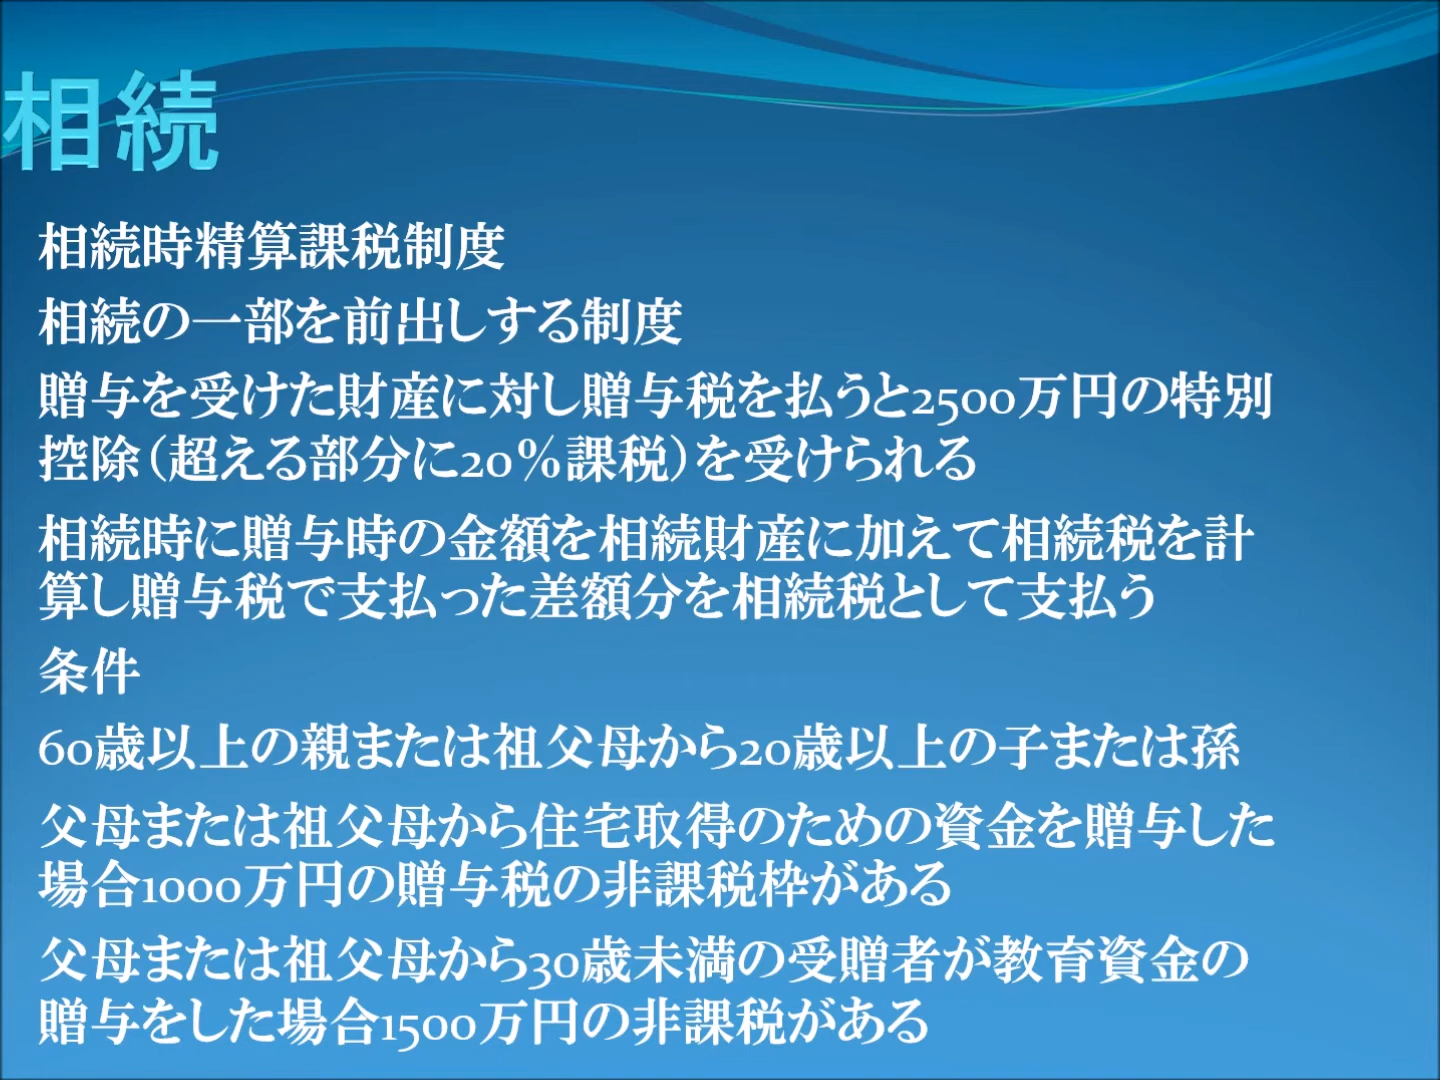 相続
相続時精算課税制度
相続の一部を前出しする制度
贈与を受けた財産に対し贈与税を払うと2500万円の特別
控除（超える部分に20％課税）を受けられる
相続時に贈与時の金額を相続財産に加えて相続税を計
算し贈与税で支払った差額分を相続税として支払う
条件
60歳以上の親または祖父母から20歳以上の子または孫
父母または祖父母から住宅取得のための資金を贈与した
場合1000万円の贈与税の非課税枠がある
父母または祖父母から30歳未満の受贈者が教育資金の
贈与をした場合1500万円の非課税がある